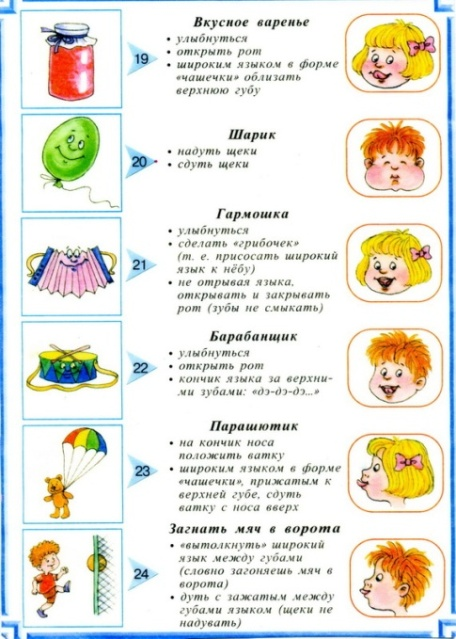 Вкусное варенье
19
• улыбнуться
• открыть рот
• широким языком в форме
«чашечки» облизать
верхнюю губу
Шарик
20
• надуть щеки
• сдуть щеки
Гармошка
21
• улыбнуться
• сделать «грибочек»
(т. е. присосать широкий
язык к нёбу)
• не отрывая языка,
открывать и закрывать
рот (зубы не смыкать)
Барабанщик
22
• улыбнуться
• открыть рот
• кончик языка за верхни-
ми зубами: «дэ-дэ-дэ...»
Парашютик
23
• на кончик носа
положить ватку
• широким языком в форме
«чашечки», прижатым к
верхней губе, сдуть
ватку с носа вверх
Загнать мяч в ворота
24
• «вытолкнуть» широкий
язык между губами
(словно загоняешь мяч в
ворота)
• дуть с зажатым между
губами языком (щеки не
надувать)